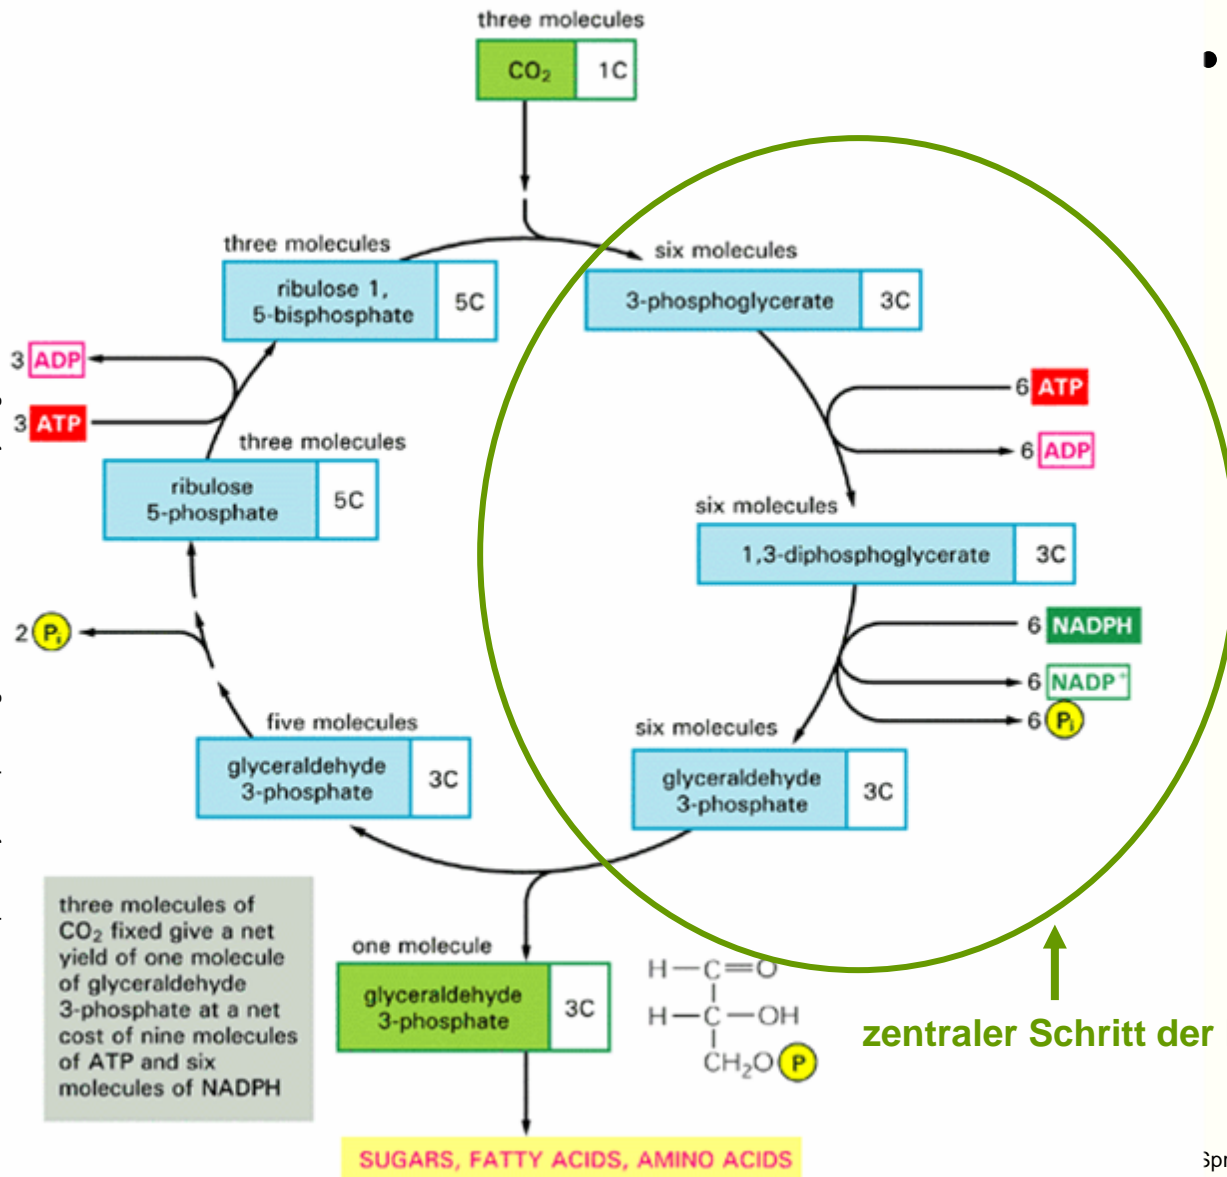 three molecules
CO₂ 1C
three molecules
ribulose 1,
5-bisphosphate
5C
six molecules
3-phosphoglycerate 3C
3 ADP
3 ATP
6 ATP
6 ADP
three molecules
ribulose
5-phosphate
5C
six molecules
1,3-diphosphoglycerate 3C
2 Pi
6 NADPH
6 NADP⁺
6 Pi
five molecules
glyceraldehyde
3-phosphate
3C
six molecules
glyceraldehyde
3-phosphate
3C
three molecules of
CO₂ fixed give a net
yield of one molecule
of glyceraldehyde
3-phosphate at a net
cost of nine molecules
of ATP and six
molecules of NADPH
one molecule
glyceraldehyde
3-phosphate
3C
H—C=O
H—C—OH
CH₂O P
zentraler Schritt der
SUGARS, FATTY ACIDS, AMINO ACIDS